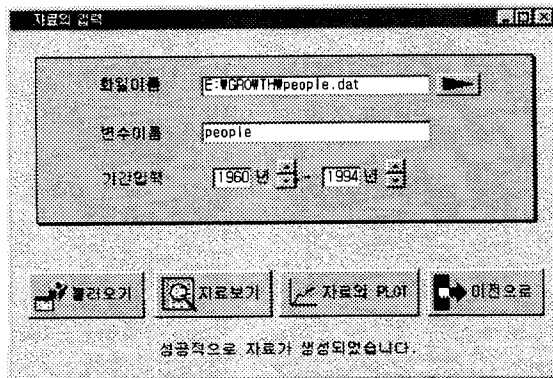 자료의 입력
화일이름 E:₩GROWTH₩people.dat
변수이름 people
기간입력 1960 년 - 1994 년
불러오기 자료보기 자료의 PLOT 이전으로
성공적으로 자료가 생성되었습니다.